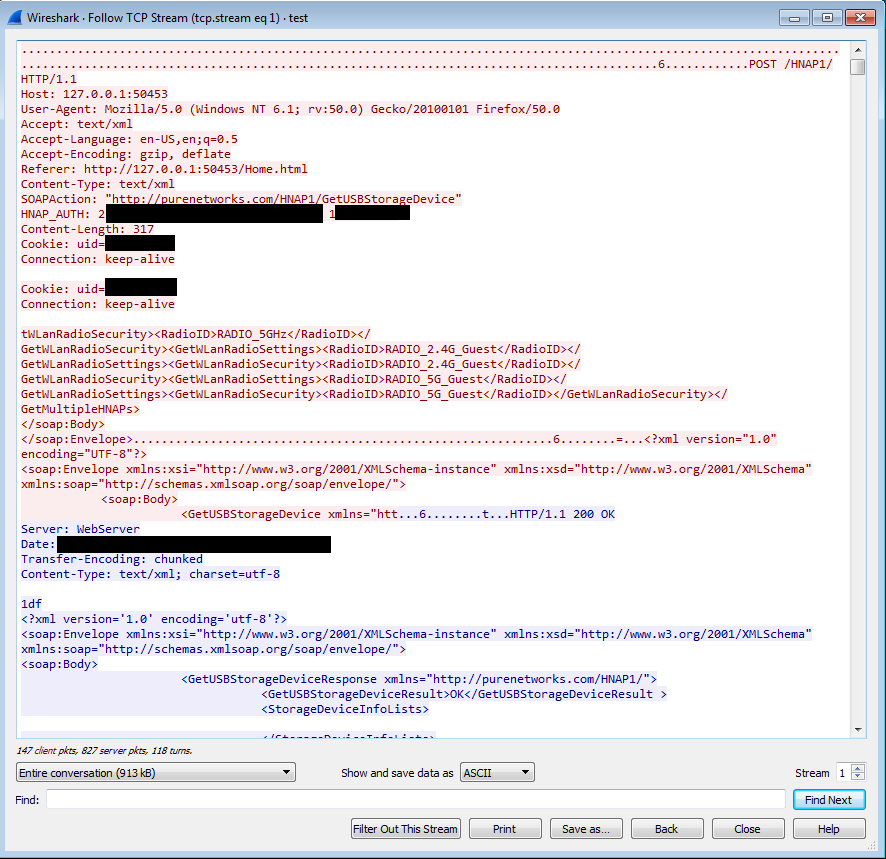 Wireshark · Follow TCP Stream (tcp.stream eq 1) · test
.....................................................................................................................
...........................................................................................6............POST /HNAP1/
HTTP/1.1
Host: 127.0.0.1:50453
User-Agent: Mozilla/5.0 (Windows NT 6.1; rv:50.0) Gecko/20100101 Firefox/50.0
Accept: text/xml
Accept-Language: en-US,en;q=0.5
Accept-Encoding: gzip, deflate
Referer: http://127.0.0.1:50453/Home.html
Content-Type: text/xml
SOAPAction: "http://purenetworks.com/HNAP1/GetUSBStorageDevice"
HNAP_AUTH: 2 1
Content-Length: 317
Cookie: uid=
Connection: keep-alive
Cookie: uid=
Connection: keep-alive
tWLanRadioSecurity><RadioID>RADIO_5GHz</RadioID></
GetWLanRadioSecurity><GetWLanRadioSettings><RadioID>RADIO_2.4G_Guest</RadioID></
GetWLanRadioSettings><GetWLanRadioSecurity><RadioID>RADIO_2.4G_Guest</RadioID></
GetWLanRadioSecurity><GetWLanRadioSettings><RadioID>RADIO_5G_Guest</RadioID></
GetWLanRadioSettings><GetWLanRadioSecurity><RadioID>RADIO_5G_Guest</RadioID></GetWLanRadioSecurity></
GetMultipleHNAPs>
</soap:Body>
</soap:Envelope>............................................................6........=...<?xml version="1.0"
encoding="UTF-8"?>
<soap:Envelope xmlns:xsi="http://www.w3.org/2001/XMLSchema-instance" xmlns:xsd="http://www.w3.org/2001/XMLSchema"
xmlns:soap="http://schemas.xmlsoap.org/soap/envelope/">
<soap:Body>
<GetUSBStorageDevice xmlns="htt...6........t...HTTP/1.1 200 OK
Server: WebServer
Date:
Transfer-Encoding: chunked
Content-Type: text/xml; charset=utf-8
1df
<?xml version='1.0' encoding='utf-8'?>
<soap:Envelope xmlns:xsi="http://www.w3.org/2001/XMLSchema-instance" xmlns:xsd="http://www.w3.org/2001/XMLSchema"
xmlns:soap="http://schemas.xmlsoap.org/soap/envelope/">
<soap:Body>
<GetUSBStorageDeviceResponse xmlns="http://purenetworks.com/HNAP1/">
<GetUSBStorageDeviceResult>OK</GetUSBStorageDeviceResult >
<StorageDeviceInfoLists>
</StorageDeviceInfoLists>
147 client pkts, 827 server pkts, 118 turns.
Entire conversation (913 kB) Show and save data as ASCII Stream 1
Find: Find Next
Filter Out This Stream Print Save as... Back Close Help